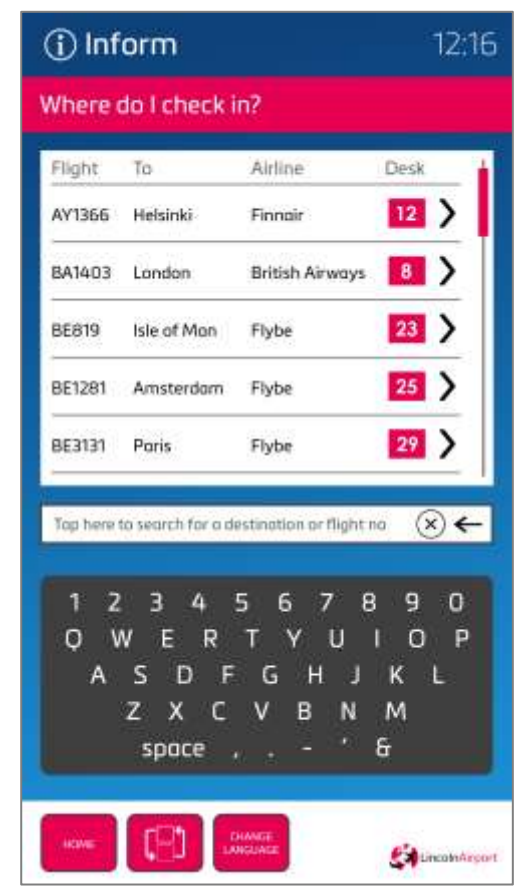 i Inform 12:16
Where do I check in?
Flight To Airline Desk
AY1366 Helsinki Finnair 12
BA1403 London British Airways 8
BE819 Isle of Man Flybe 23
BE1281 Amsterdam Flybe 25
BE3131 Paris Flybe 29
Tap here to search for a destination or flight no
1 2 3 4 5 6 7 8 9 0
Q W E R T Y U I O P
A S D F G H J K L
Z X C V B N M
space , . - ' &
HOME
CHANGE
LANGUAGE
LincolnAirport